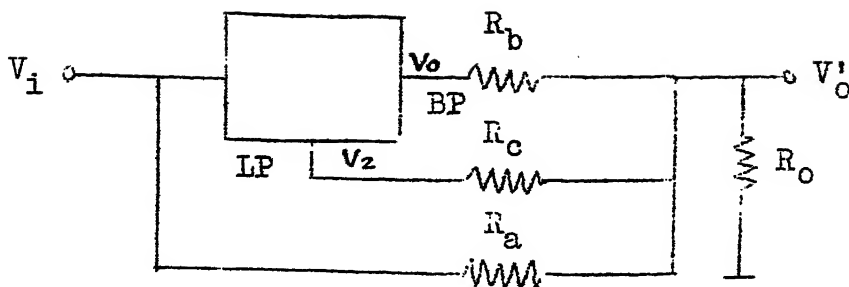 R_b
V_i
V_o
V'_o
BP
R_c
LP
V_2
R_o
R_a